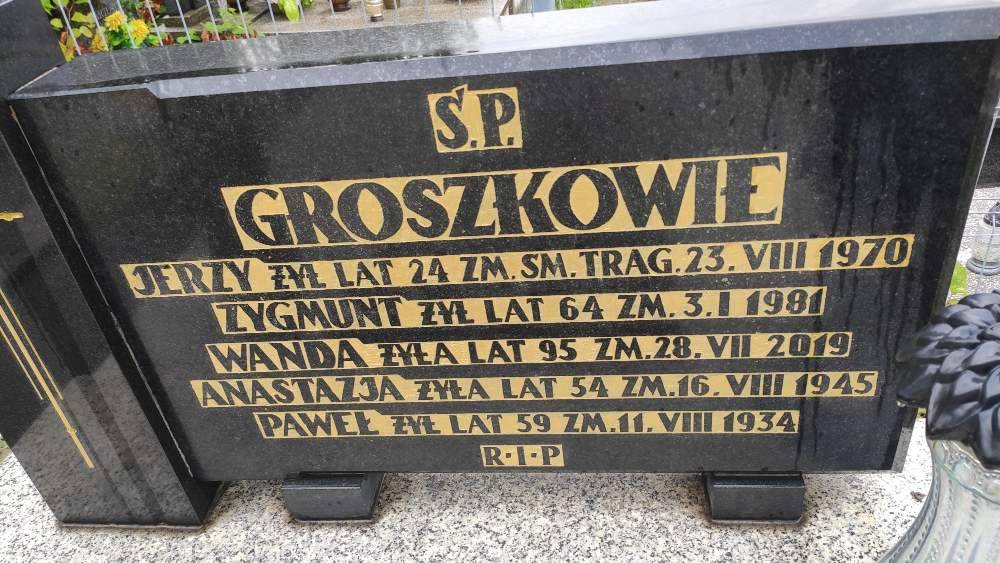 Ś.P.
GROSZKOWIE
JERZY ŻYŁ LAT 24 ZM. SM. TRAG. 23. VIII 1970
ZYGMUNT ŻYŁ LAT 64 ZM. 3. I 1981
WANDA ŻYŁA LAT 95 ZM. 28. VII 2019
ANASTAZJA ŻYŁA LAT 54 ZM. 16. VIII 1945
PAWEŁ ŻYŁ LAT 59 ZM. 11. VIII 1934
R·I·P